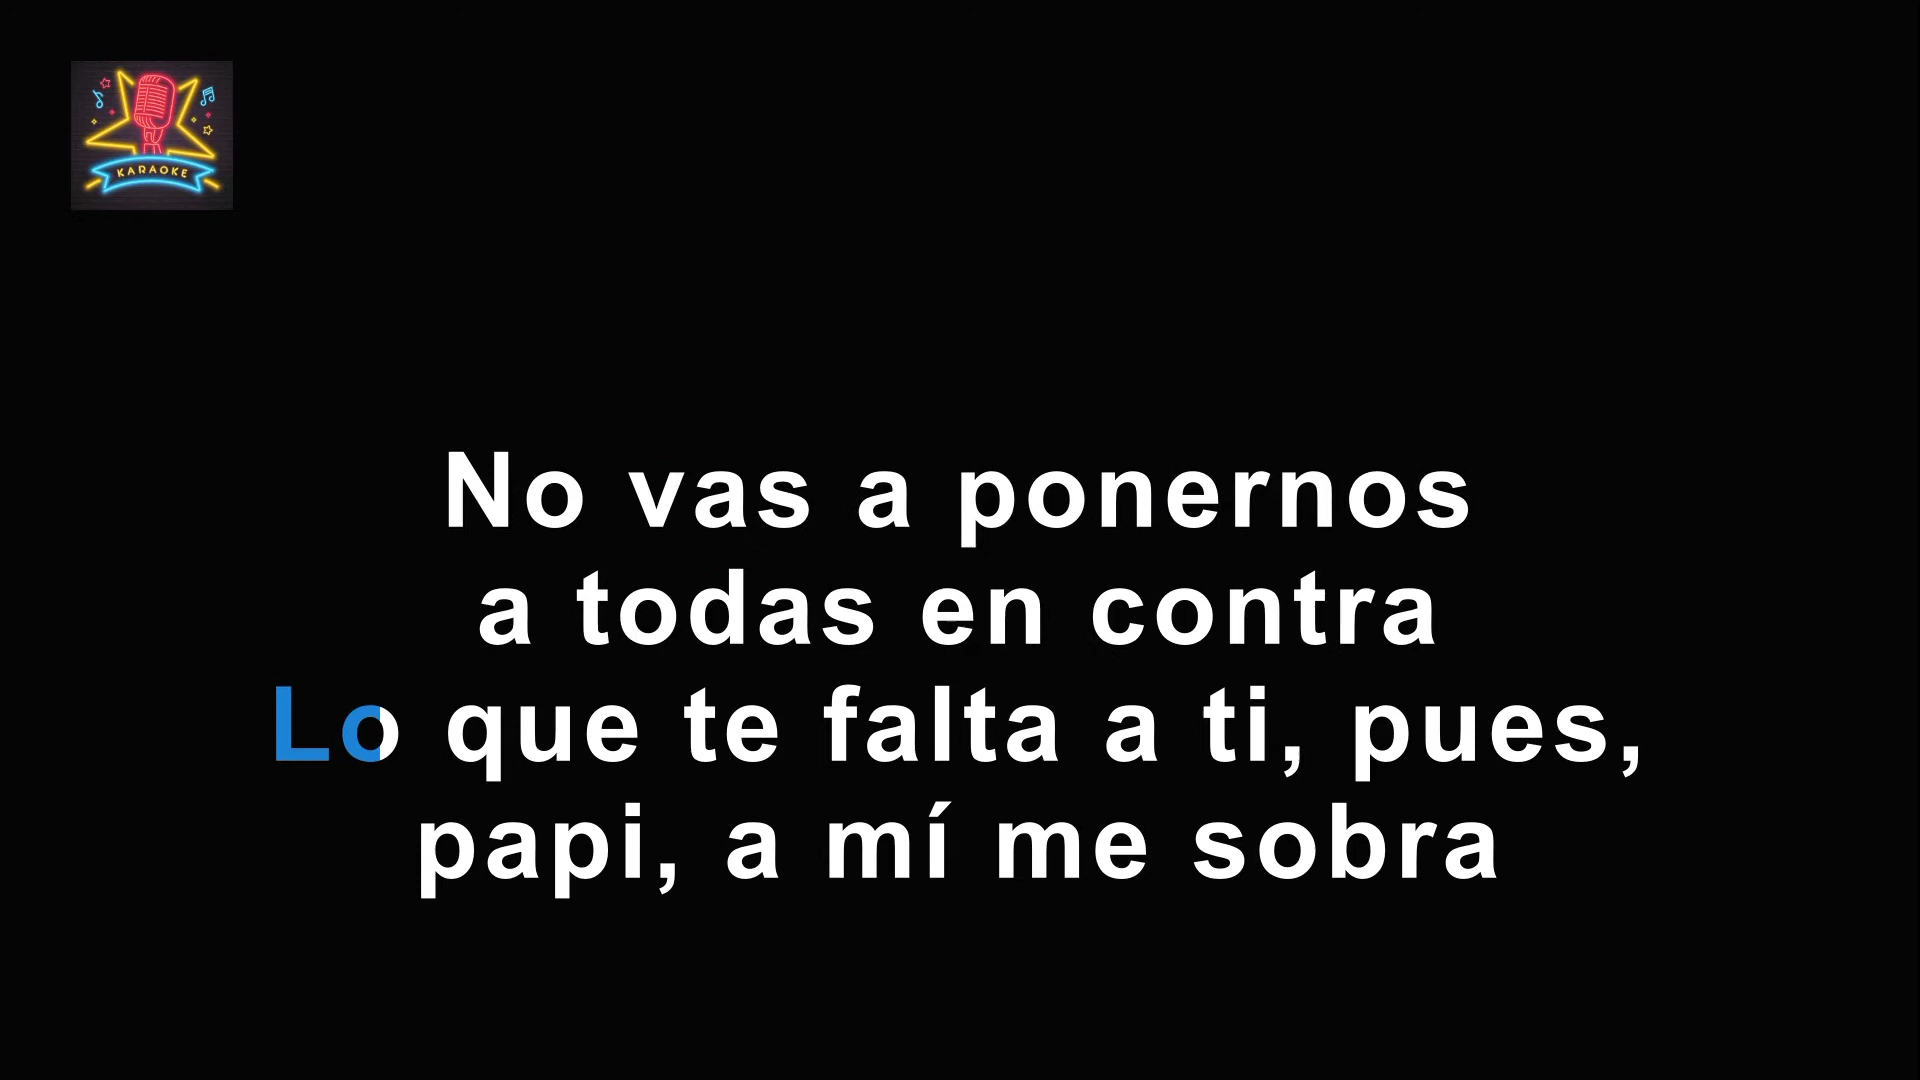 KARAOKE
No vas a ponernos
a todas en contra
Lo que te falta a ti, pues,
papi, a mí me sobra